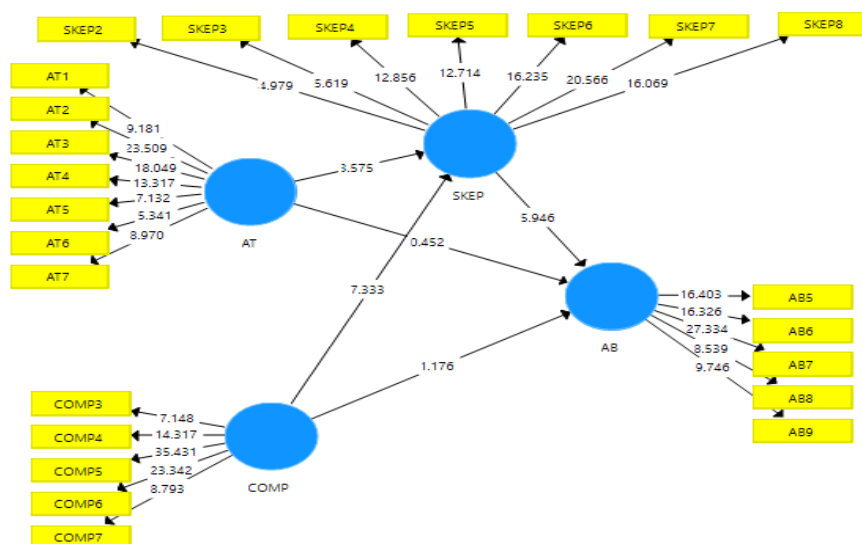 SKEP2
SKEP3
SKEP4
SKEP5
SKEP6
SKEP7
SKEP8
4.979
5.619
12.856
12.714
16.235
20.566
16.069
AT1
AT2
AT3
AT4
AT5
AT6
AT7
9.181
23.509
18.049
13.317
7.132
5.341
8.970
AT
3.575
SKEP
0.452
5.946
7.333
1.176
AB
16.403
16.326
27.334
8.539
9.746
AB5
AB6
AB7
AB8
AB9
COMP3
COMP4
COMP5
COMP6
COMP7
7.148
14.317
35.431
23.342
8.793
COMP